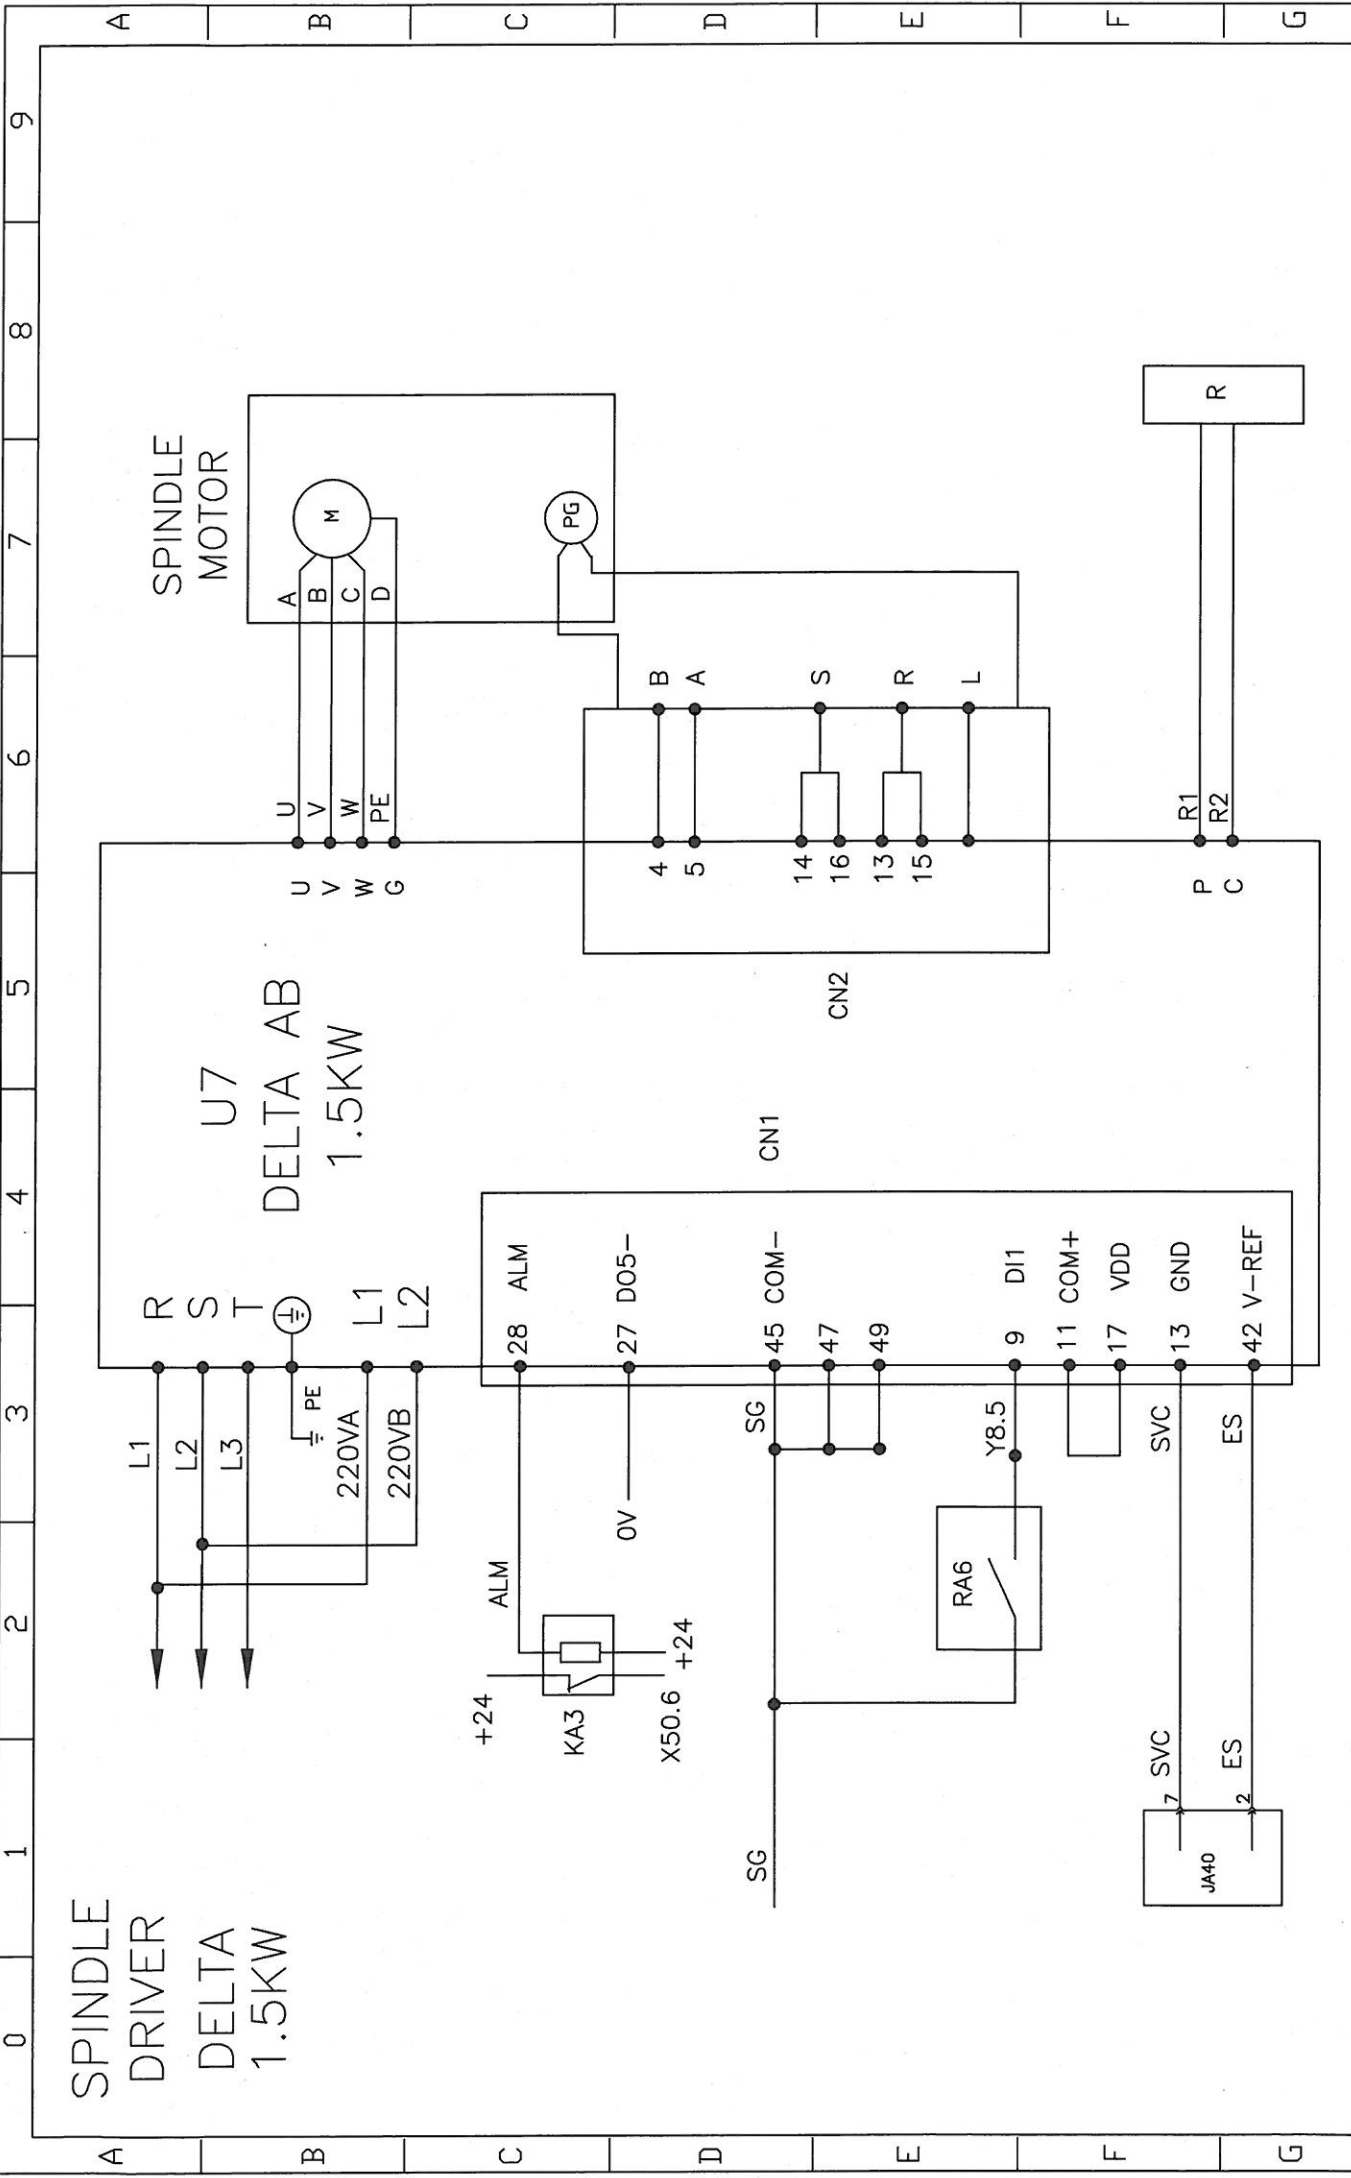 0 1 2 3 4 5 6 7 8 9
A
B
C
D
E
F
G
SPINDLE
DRIVER
DELTA
1.5KW
L1
L2
L3
PE
220VA
220VB
R
S
T
L1
L2
U7
DELTA AB
1.5KW
U
V
W
G
U
V
W
PE
A
B
C
D
M
SPINDLE
MOTOR
PG
+24
KA3
X50.6
+24
ALM
28 ALM
0V
27 DO5-
SG
SG
45 COM-
47
49
RA6
Y8.5
9 DI1
11 COM+
17 VDD
JA40
7
SVC
SVC
13 GND
2
ES
ES
42 V-REF
CN1
CN2
4
5
14
16
13
15
B
A
S
R
L
P
C
R1
R2
R
A
B
C
D
E
F
G